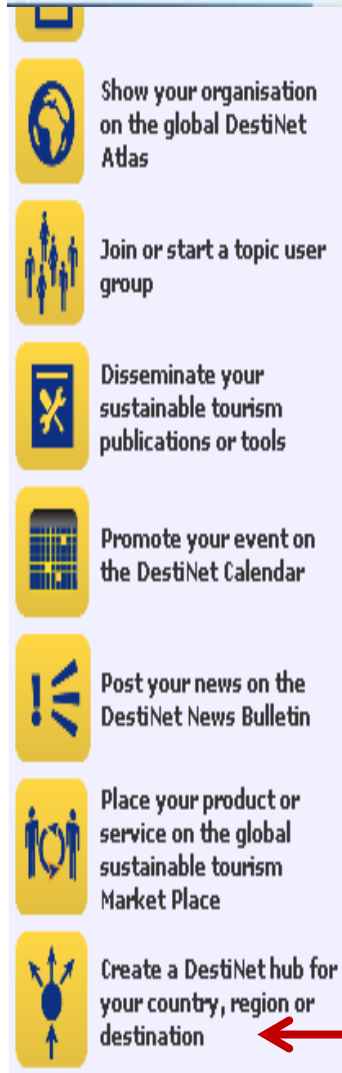 Show your organisation
on the global DestiNet
Atlas
Join or start a topic user
group
Disseminate your
sustainable tourism
publications or tools
Promote your event on
the DestiNet Calendar
Post your news on the
DestiNet News Bulletin
Place your product or
service on the global
sustainable tourism
Market Place
Create a DestiNet hub for
your country, region or
destination